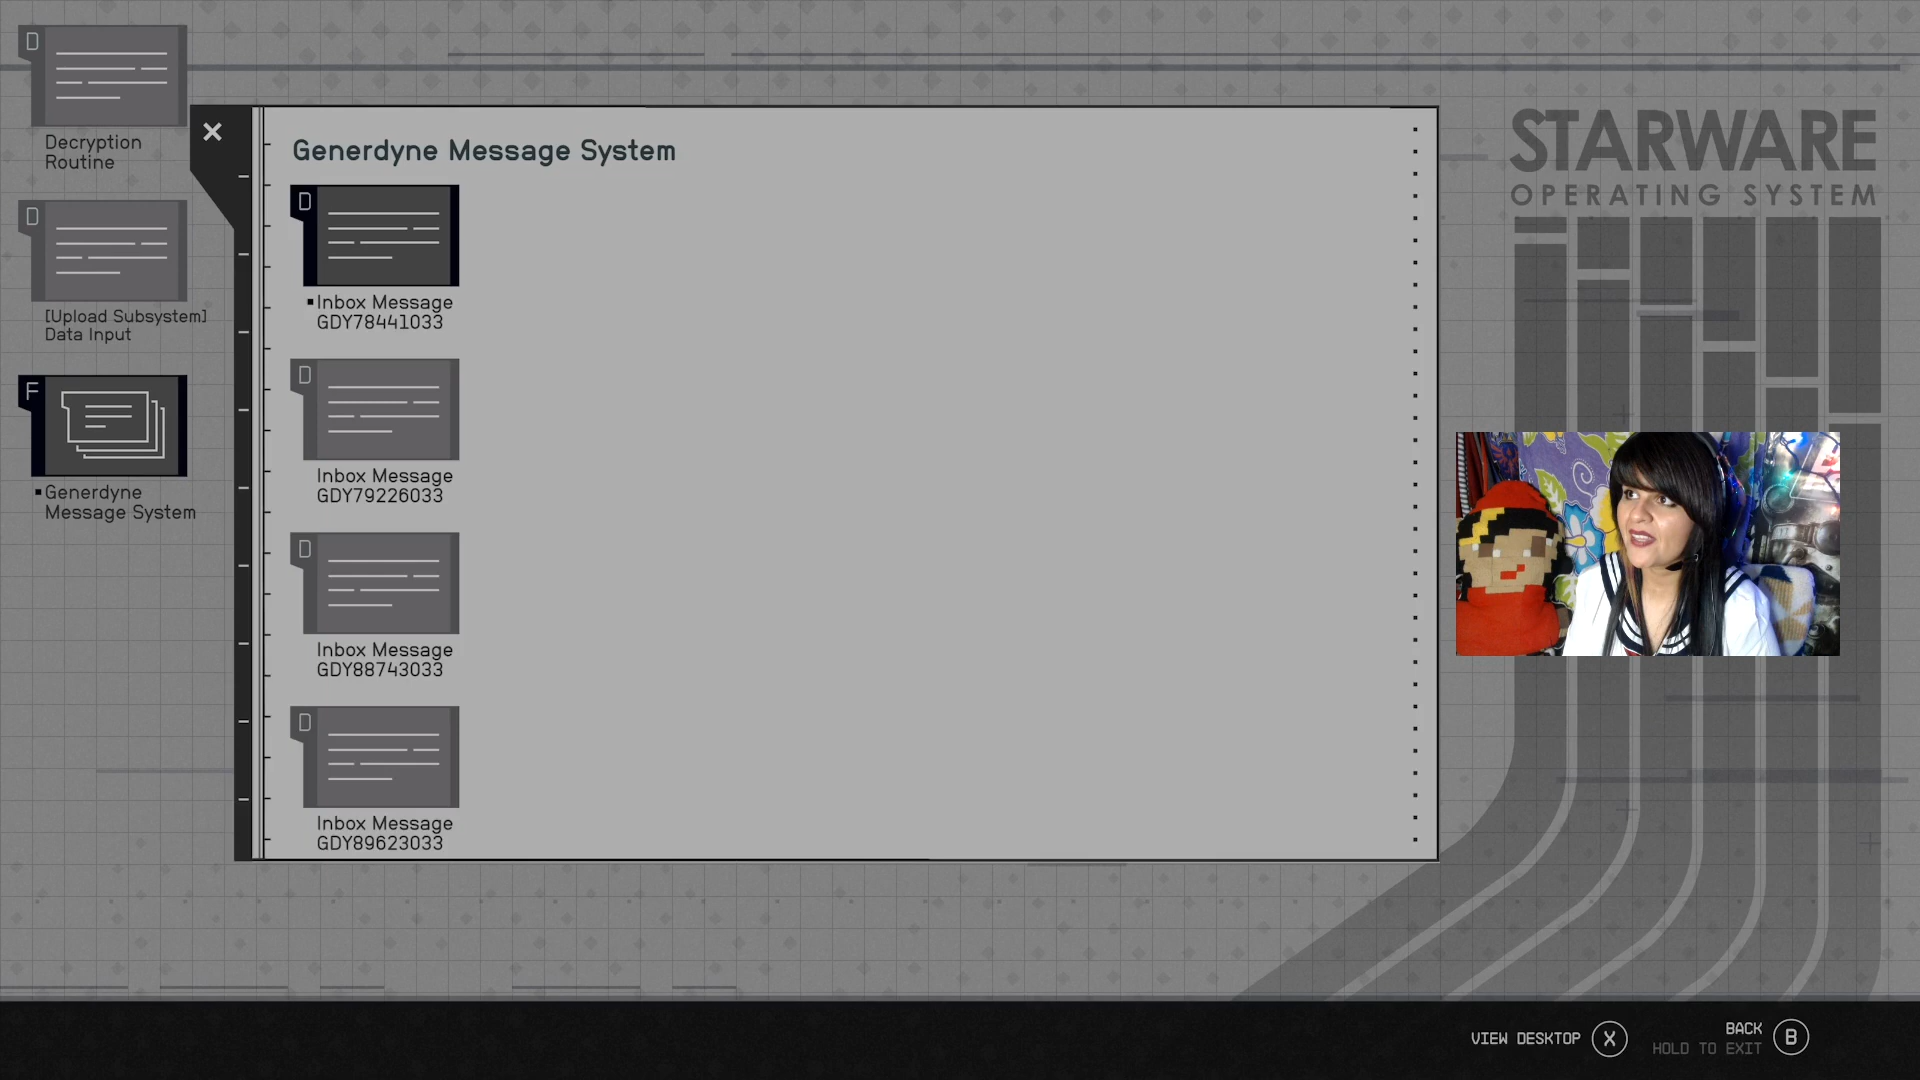 D
Decryption
Routine
D
[Upload Subsystem]
Data Input
F
Generdyne
Message System
Generdyne Message System
D
Inbox Message
GDY78441033
D
Inbox Message
GDY79226033
D
Inbox Message
GDY88743033
D
Inbox Message
GDY89623033
STARWARE
OPERATING SYSTEM
VIEW DESKTOP X
BACK B
HOLD TO EXIT